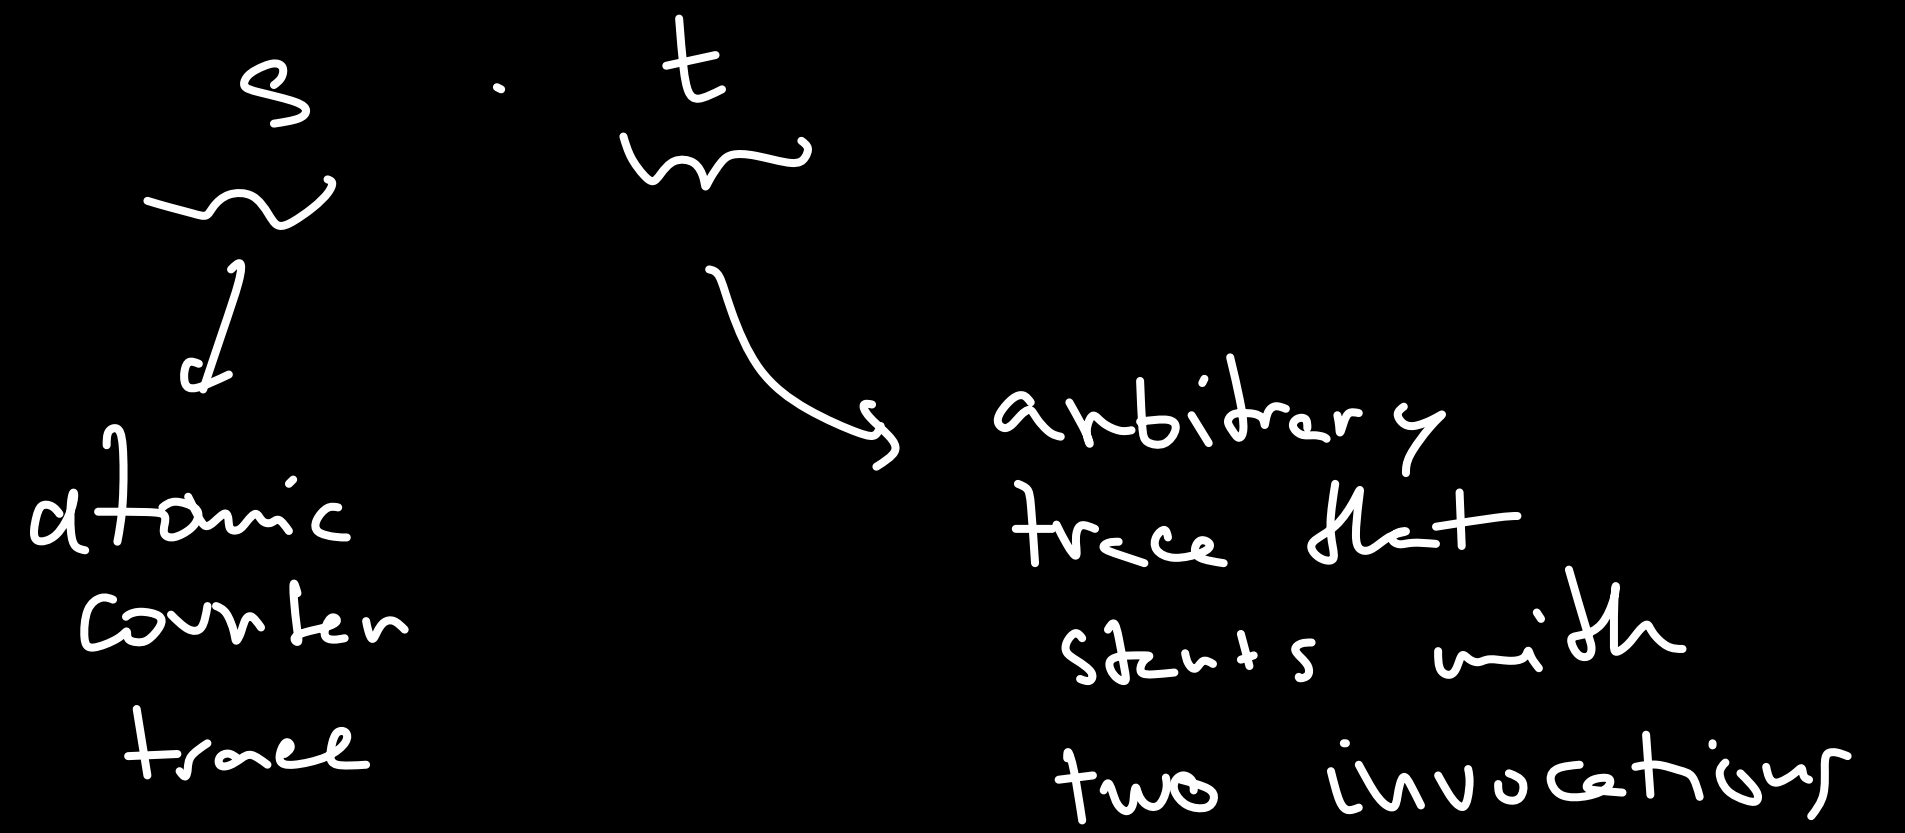 s . t
atomic
counter
trace
arbitrary
trace that
starts with
two invocations